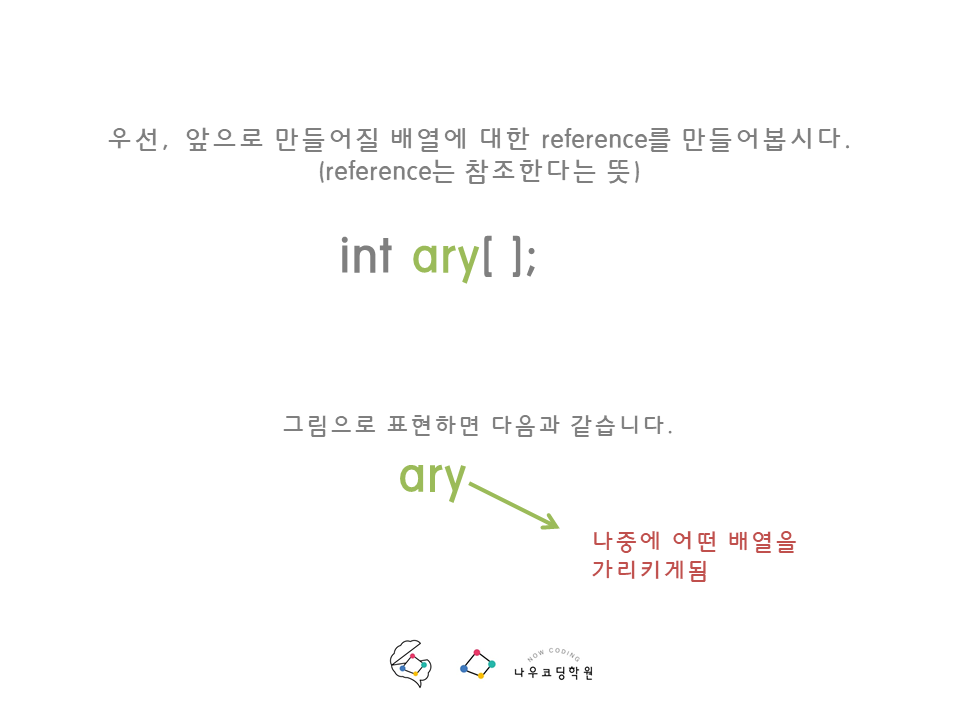 우선, 앞으로 만들어질 배열에 대한 reference를 만들어봅시다.
(reference는 참조한다는 뜻)
int ary[ ];
그림으로 표현하면 다음과 같습니다.
ary
나중에 어떤 배열을
가리키게됨
NOW CODING
나우코딩학원